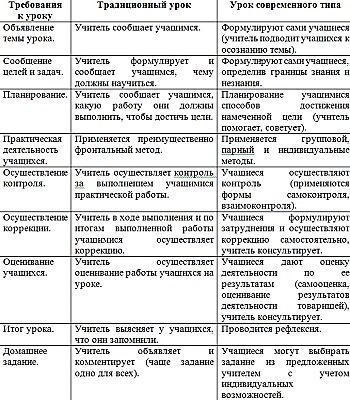 Требования к уроку
Традиционный урок
Урок современного типа
Объявление темы урока.
Учитель сообщает учащимся.
Формулируют сами учащиеся (учитель подводит учащихся к осознанию темы).
Сообщение целей и задач.
Учитель формулирует и сообщает учащимся, чему должны научиться.
Формулируют сами учащиеся, определив границы знания и незнания.
Планирование.
Учитель сообщает учащимся, какую работу они должны выполнить, чтобы достичь цели.
Планирование учащимися способов достижения намеченной цели (учитель помогает, советует).
Практическая деятельность учащихся.
Применяется преимущественно фронтальный метод.
Применяется групповой, парный и индивидуальные методы.
Осуществление контроля.
Учитель осуществляет контроль за выполнением учащимися практической работы.
Учащиеся осуществляют контроль (применяются формы самоконтроля, взаимоконтроля).
Осуществление коррекции.
Учитель в ходе выполнения и по итогам выполненной работы учащимися осуществляет коррекцию.
Учащиеся формулируют затруднения и осуществляют коррекцию самостоятельно, учитель консультирует.
Оценивание учащихся.
Учитель осуществляет оценивание работы учащихся на уроке.
Учащиеся дают оценку деятельности по ее результатам (самооценка, оценивание результатов деятельности товарищей), учитель консультирует.
Итог урока.
Учитель выясняет у учащихся, что они запомнили.
Проводится рефлексия.
Домашнее задание.
Учитель объявляет и комментирует (чаще задание одно для всех).
Учащиеся могут выбирать задание из предложенных учителем с учетом индивидуальных возможностей.